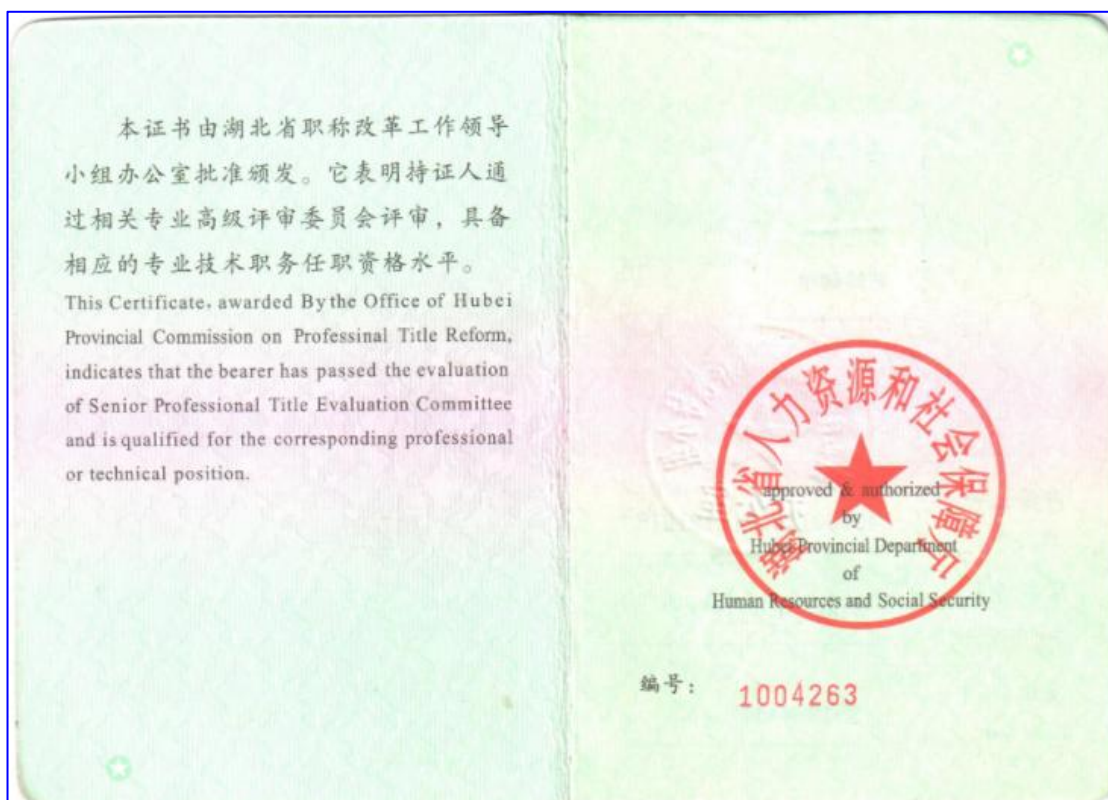 本证书由湖北省职称改革工作领导
小组办公室批准颁发。它表明持证人通
过相关专业高级评审委员会评审，具备
相应的专业技术职务任职资格水平。
This Certificate, awarded By the Office of Hubei
Provincial Commission on Professinal Title Reform,
indicates that the bearer has passed the evaluation
of Senior Professional Title Evaluation Committee
and is qualified for the corresponding professional
or technical position.
湖北省人力资源和社会保障厅
approved & authorized
by
Hubei Provincial Department
of
Human Resources and Social Security
编号： 1004263